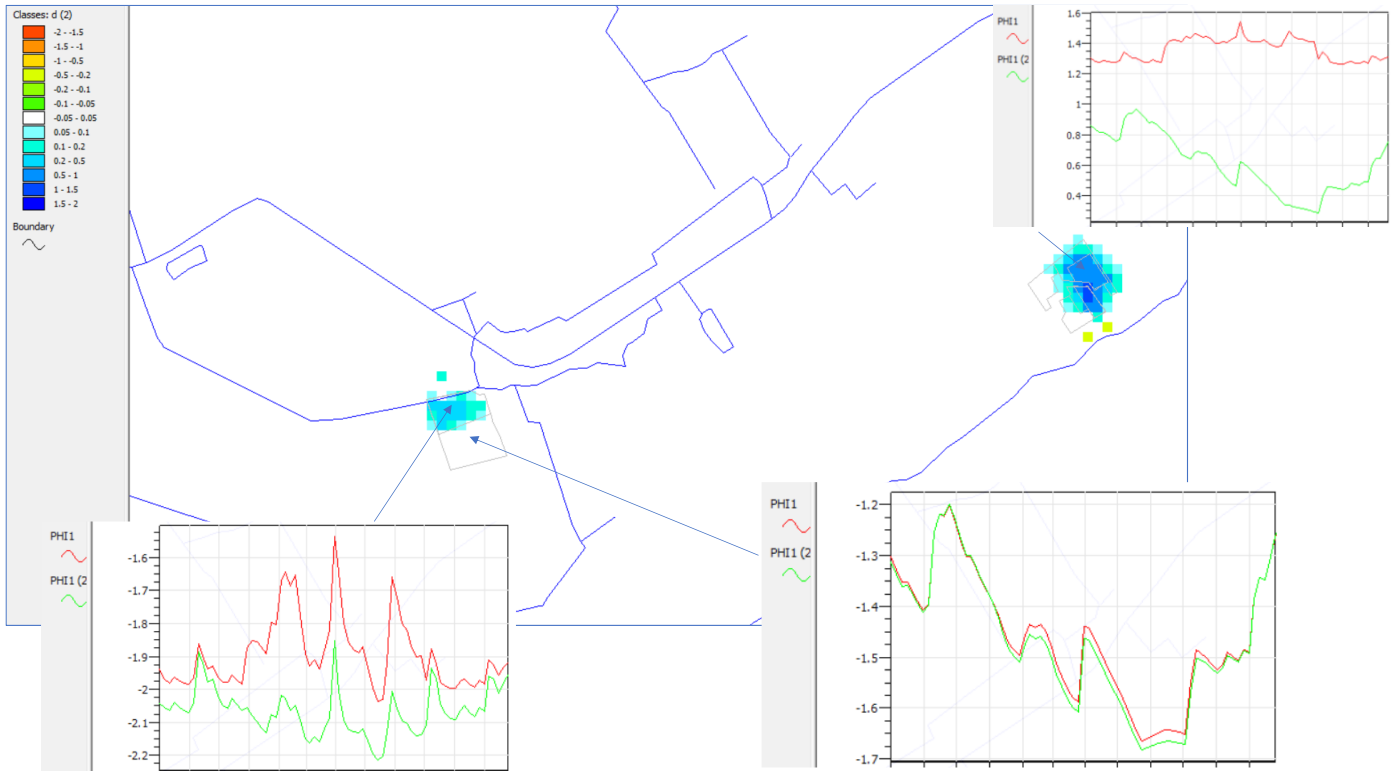 Classes: d (2)
-2 - -1.5
-1.5 - -1
-1 - -0.5
-0.5 - -0.2
-0.2 - -0.1
-0.1 - -0.05
-0.05 - 0.05
0.05 - 0.1
0.1 - 0.2
0.2 - 0.5
0.5 - 1
1 - 1.5
1.5 - 2
Boundary
PHI1
PHI1 (2
1.6
1.4
1.2
1
0.8
0.6
0.4
PHI1
PHI1 (2
-1.6
-1.7
-1.8
-1.9
-2
-2.1
-2.2
PHI1
PHI1 (2
-1.2
-1.3
-1.4
-1.5
-1.6
-1.7